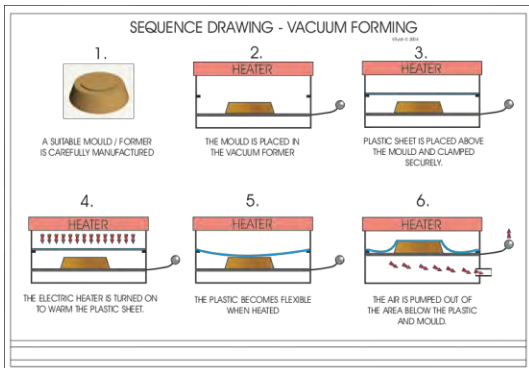 SEQUENCE DRAWING - VACUUM FORMING
1.
2.
3.
HEATER
HEATER
A SUITABLE MOULD / FORMER
IS CAREFULLY MANUFACTURED
THE MOULD IS PLACED IN
THE VACUUM FORMER
PLASTIC SHEET IS PLACED ABOVE
THE MOULD AND CLAMPED
SECURELY.
4.
5.
6.
HEATER
HEATER
HEATER
THE ELECTRIC HEATER IS TURNED ON
TO WARM THE PLASTIC SHEET.
THE PLASTIC BECOMES FLEXIBLE
WHEN HEATED
THE AIR IS PUMPED OUT OF
THE AREA BELOW THE PLASTIC
AND MOULD.